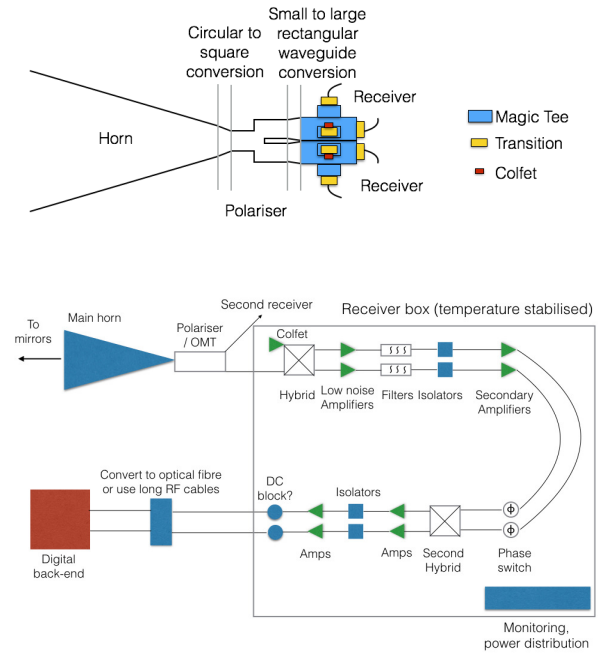 Circular to
square
conversion
Small to large
rectangular
waveguide
conversion
Receiver
Horn
Magic Tee
Transition
Colfet
Receiver
Polariser
Second receiver
Receiver box (temperature stabilised)
Main horn
To
mirrors
Polariser
/ OMT
Colfet
Hybrid
Low noise
Amplifiers
Filters
Isolators
Secondary
Amplifiers
Convert to optical fibre
or use long RF cables
DC
block?
Isolators
Φ
Φ
Digital
back-end
Amps
Amps
Second
Hybrid
Phase
switch
Monitoring,
power distribution